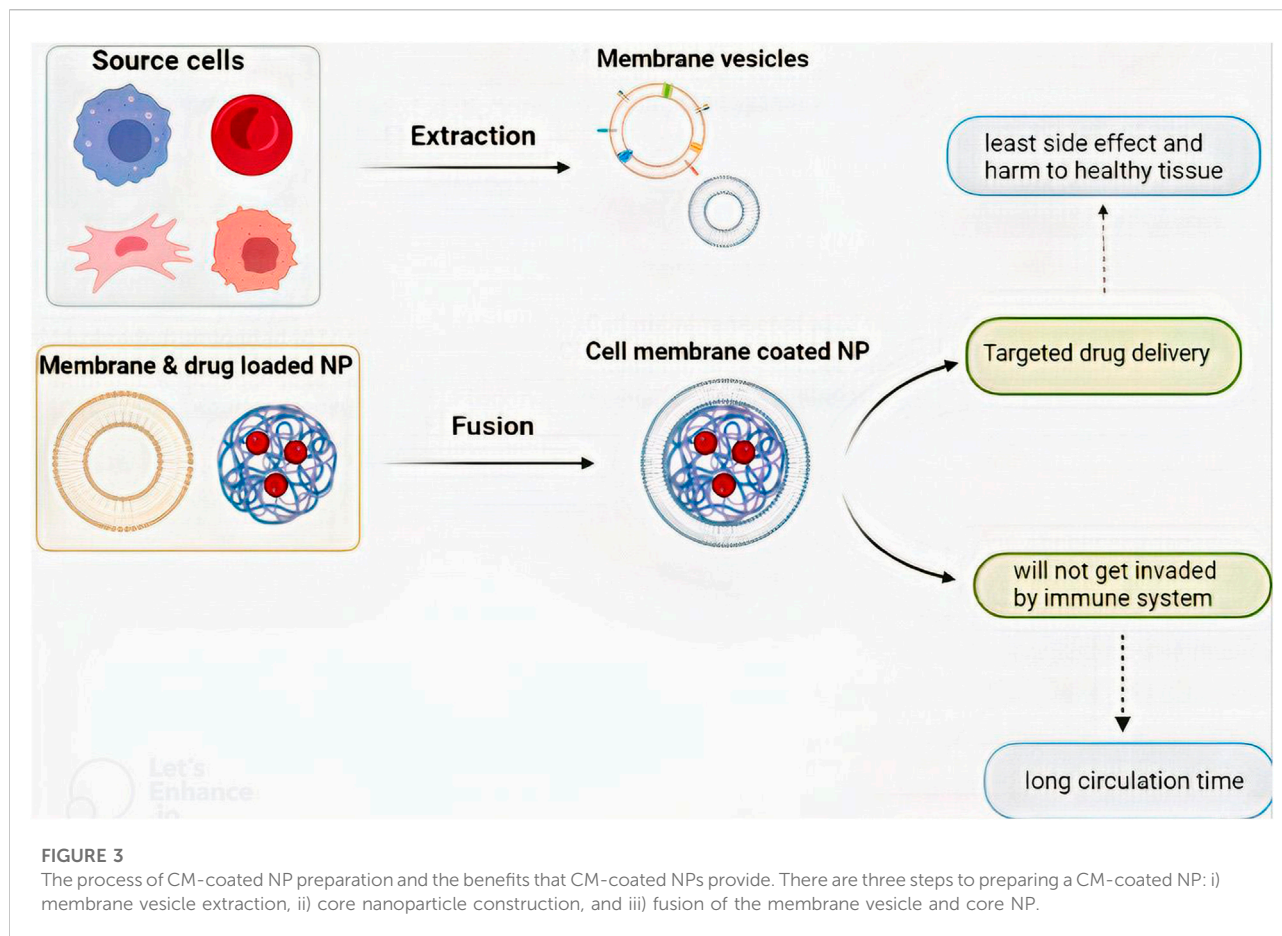 Source cells
Extraction
Membrane vesicles
least side effect and
harm to healthy tissue
Membrane & drug loaded NP
Fusion
Cell membrane coated NP
Targeted drug delivery
will not get invaded
by immune system
long circulation time
Let's
Enhance
.io
FIGURE 3
The process of CM-coated NP preparation and the benefits that CM-coated NPs provide. There are three steps to preparing a CM-coated NP: i)
membrane vesicle extraction, ii) core nanoparticle construction, and iii) fusion of the membrane vesicle and core NP.